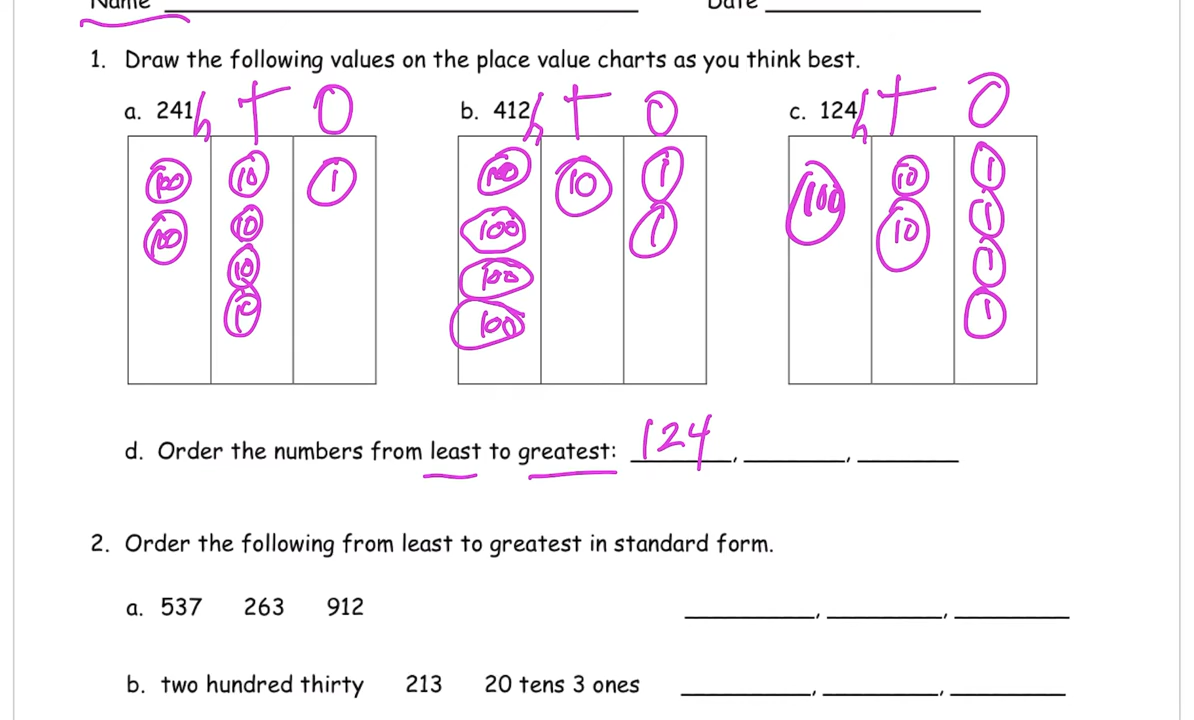 Name Date
1. Draw the following values on the place value charts as you think best.
a. 241 h T O b. 412 h T O c. 124 h T O
100 10 1 100 10 1 100 10 1
100 10 100 1 10 1
10 100 1
10 100 1
d. Order the numbers from least to greatest: 124, ,
2. Order the following from least to greatest in standard form.
a. 537 263 912 , ,
b. two hundred thirty 213 20 tens 3 ones , ,